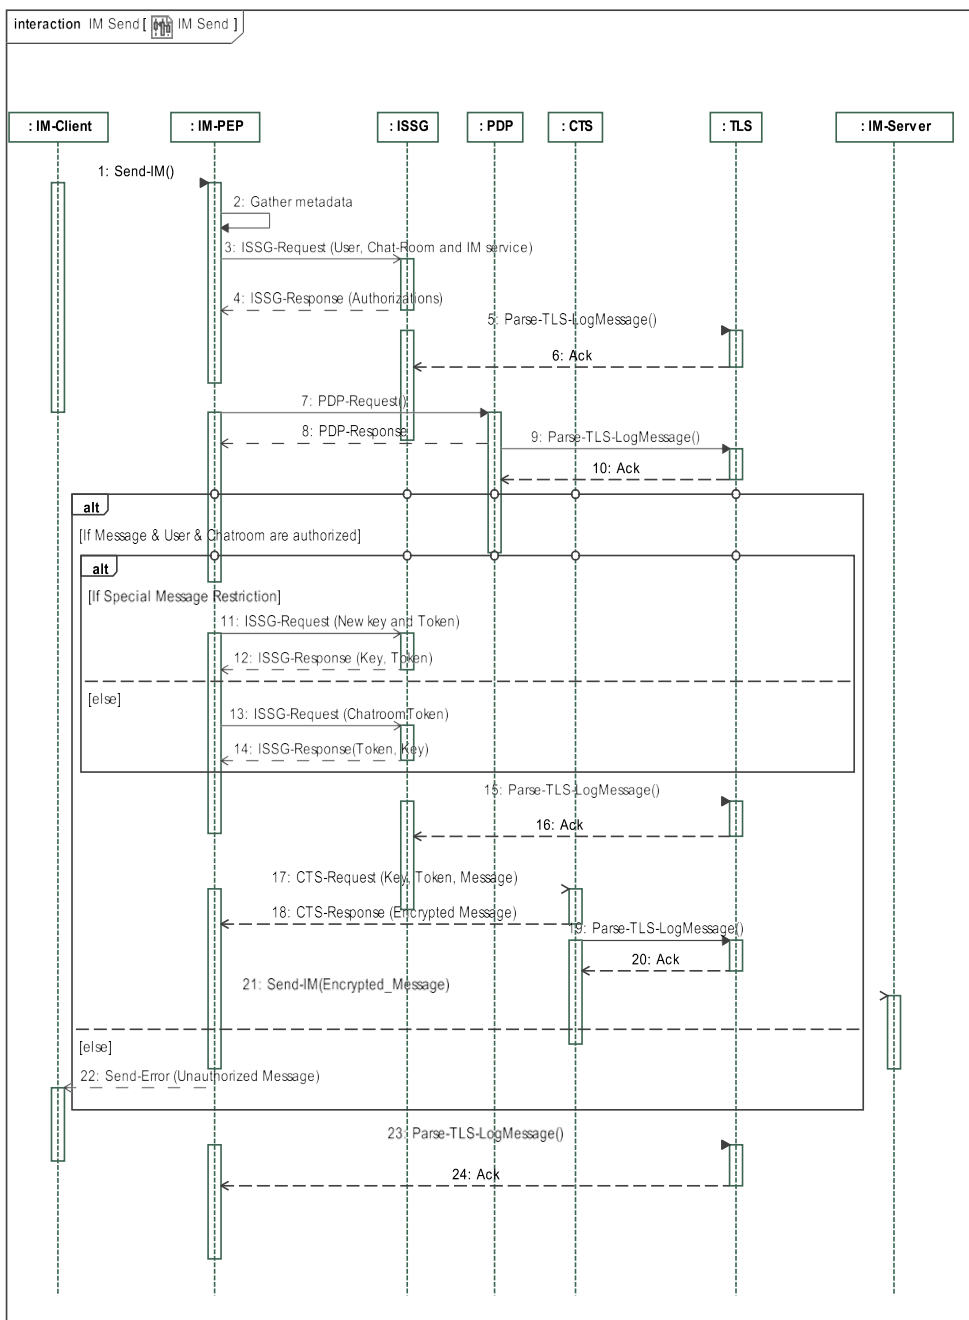 interaction IM Send [ IM Send ]
: IM-Client
: IM-PEP
: ISSG
: PDP
: CTS
: TLS
: IM-Server
1: Send-IM()
2: Gather metadata
3: ISSG-Request (User, Chat-Room and IM service)
4: ISSG-Response (Authorizations)
5: Parse-TLS-LogMessage()
6: Ack
7: PDP-Request()
8: PDP-Response
9: Parse-TLS-LogMessage()
10: Ack
alt
[If Message & User & Chatroom are authorized]
alt
[If Special Message Restriction]
11: ISSG-Request (New key and Token)
12: ISSG-Response (Key, Token)
[else]
13: ISSG-Request (ChatroomToken)
14: ISSG-Response(Token, Key)
15: Parse-TLS-LogMessage()
16: Ack
17: CTS-Request (Key, Token, Message)
18: CTS-Response (Encrypted Message)
19: Parse-TLS-LogMessage()
20: Ack
21: Send-IM(Encrypted_Message)
[else]
22: Send-Error (Unauthorized Message)
23: Parse-TLS-LogMessage()
24: Ack